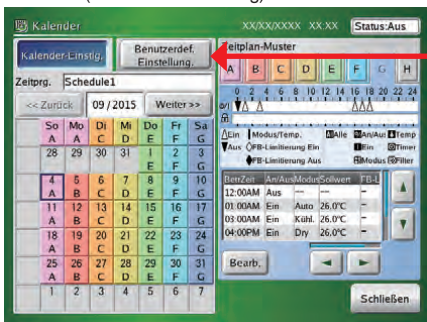 Kalender
XX/XX/XXXX XX:XX
Status:Aus
Kalender-Einstlg.
Benutzerdef.
Einstellung.
Zeitplan-Muster
A B C D E F G H
Zeitprg. Schedule1
<< Zurück 09 / 2015 Weiter >>
0 2 4 6 8 10 12 14 16 18 20 22 24
So Mo Di Mi Do Fr Sa
A A C D E F G
28 29 30 31 1 2 3
E F G
4 5 6 7 8 9 10
A B C D E F G
11 12 13 14 15 16 17
A B C D E F G
18 19 20 21 22 23 24
A B C D E F G
25 26 27 28 29 30 31
A B C D E F G
1 2 3 4 5 6 7
Ein Modus/Temp. Alle An/Aus Temp
Aus FB-Limitierung Ein Ein Timer
FB-Limitierung Aus Modus Filter
BetrZeit An/Aus Modus Sollwert FB-L
12:00AM Aus --- --- –
01:00AM Ein Auto 26.0°C –
03:00AM Ein Kühl. 26.0°C –
04:00PM Ein Dry 26.0°C –
Bearb.
Schließen